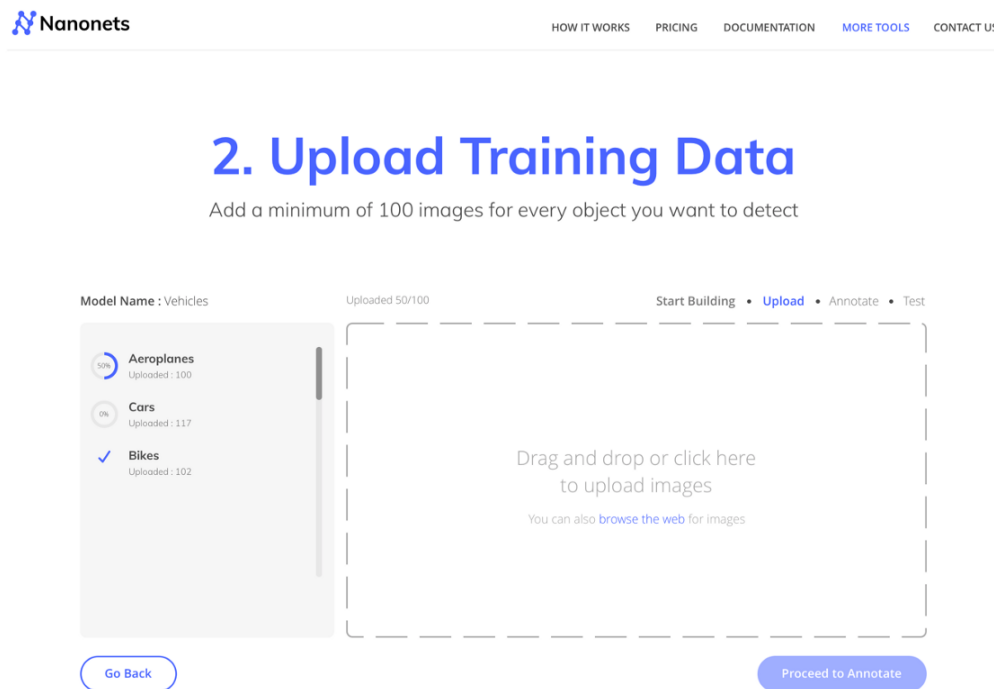 Nanonets
HOW IT WORKS PRICING DOCUMENTATION MORE TOOLS CONTACT US
2. Upload Training Data
Add a minimum of 100 images for every object you want to detect
Model Name : Vehicles
Uploaded 50/100
Start Building • Upload • Annotate • Test
50%
Aeroplanes
Uploaded : 100
0%
Cars
Uploaded : 117
Bikes
Uploaded : 102
Drag and drop or click here
to upload images
You can also browse the web for images
Go Back
Proceed to Annotate